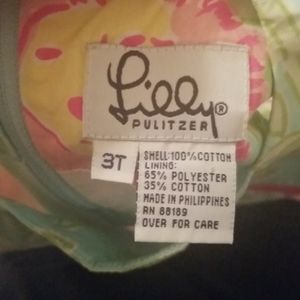 Lilly®
PULITZER
3T
SHELL:100%COTTON
LINING:
65% POLYESTER
35% COTTON
MADE IN PHILIPPINES
RN 88189
OVER FOR CARE